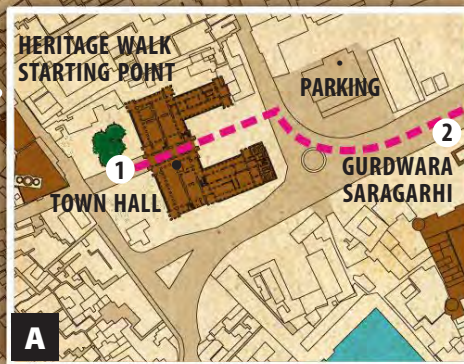 HERITAGE WALK
STARTING POINT
PARKING
1
2
TOWN HALL
GURDWARA
SARAGARHI
A